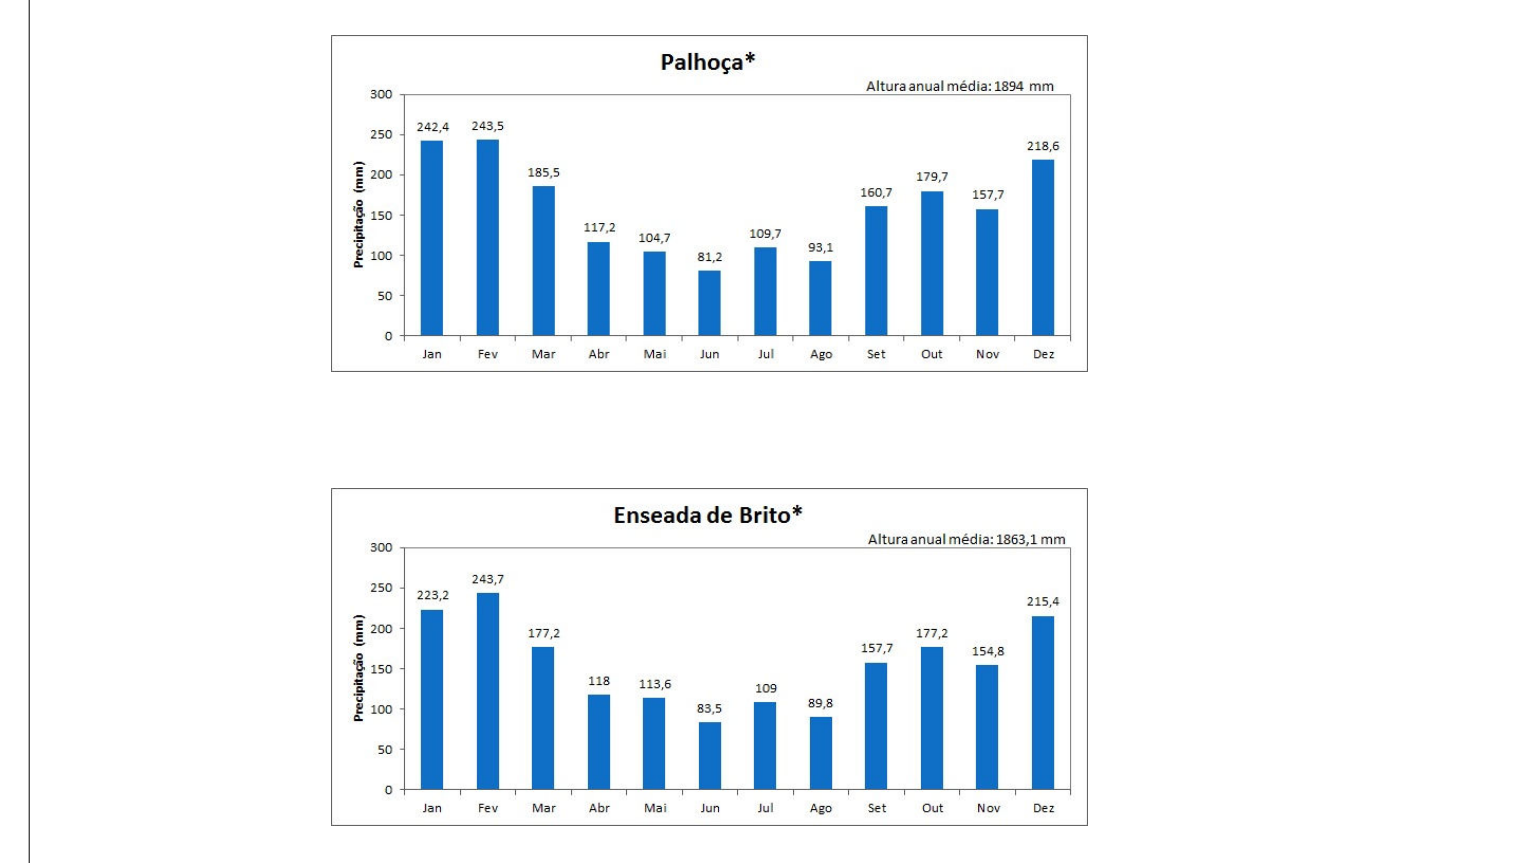 Palhoça*
Altura anual média: 1894 mm
Precipitação (mm)
300
250
200
150
100
50
0
242,4 243,5 185,5 117,2 104,7 81,2 109,7 93,1 160,7 179,7 157,7 218,6
Jan Fev Mar Abr Mai Jun Jul Ago Set Out Nov Dez
Enseada de Brito*
Altura anual média: 1863,1 mm
Precipitação (mm)
300
250
200
150
100
50
0
223,2 243,7 177,2 118 113,6 83,5 109 89,8 157,7 177,2 154,8 215,4
Jan Fev Mar Abr Mai Jun Jul Ago Set Out Nov Dez